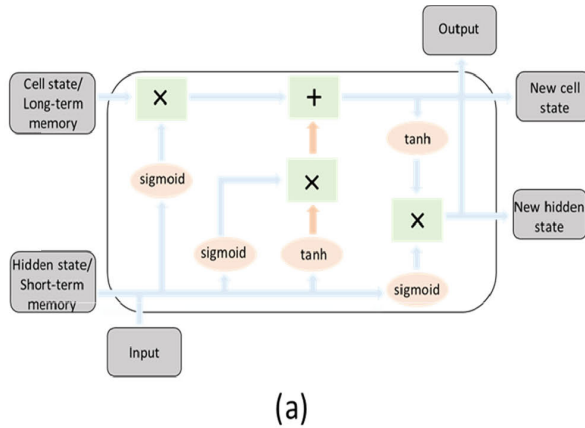 Output
Cell state/
Long-term
memory
×
+
New cell
state
tanh
sigmoid
×
×
New hidden
state
Hidden state/
Short-term
memory
sigmoid
tanh
sigmoid
Input
(a)